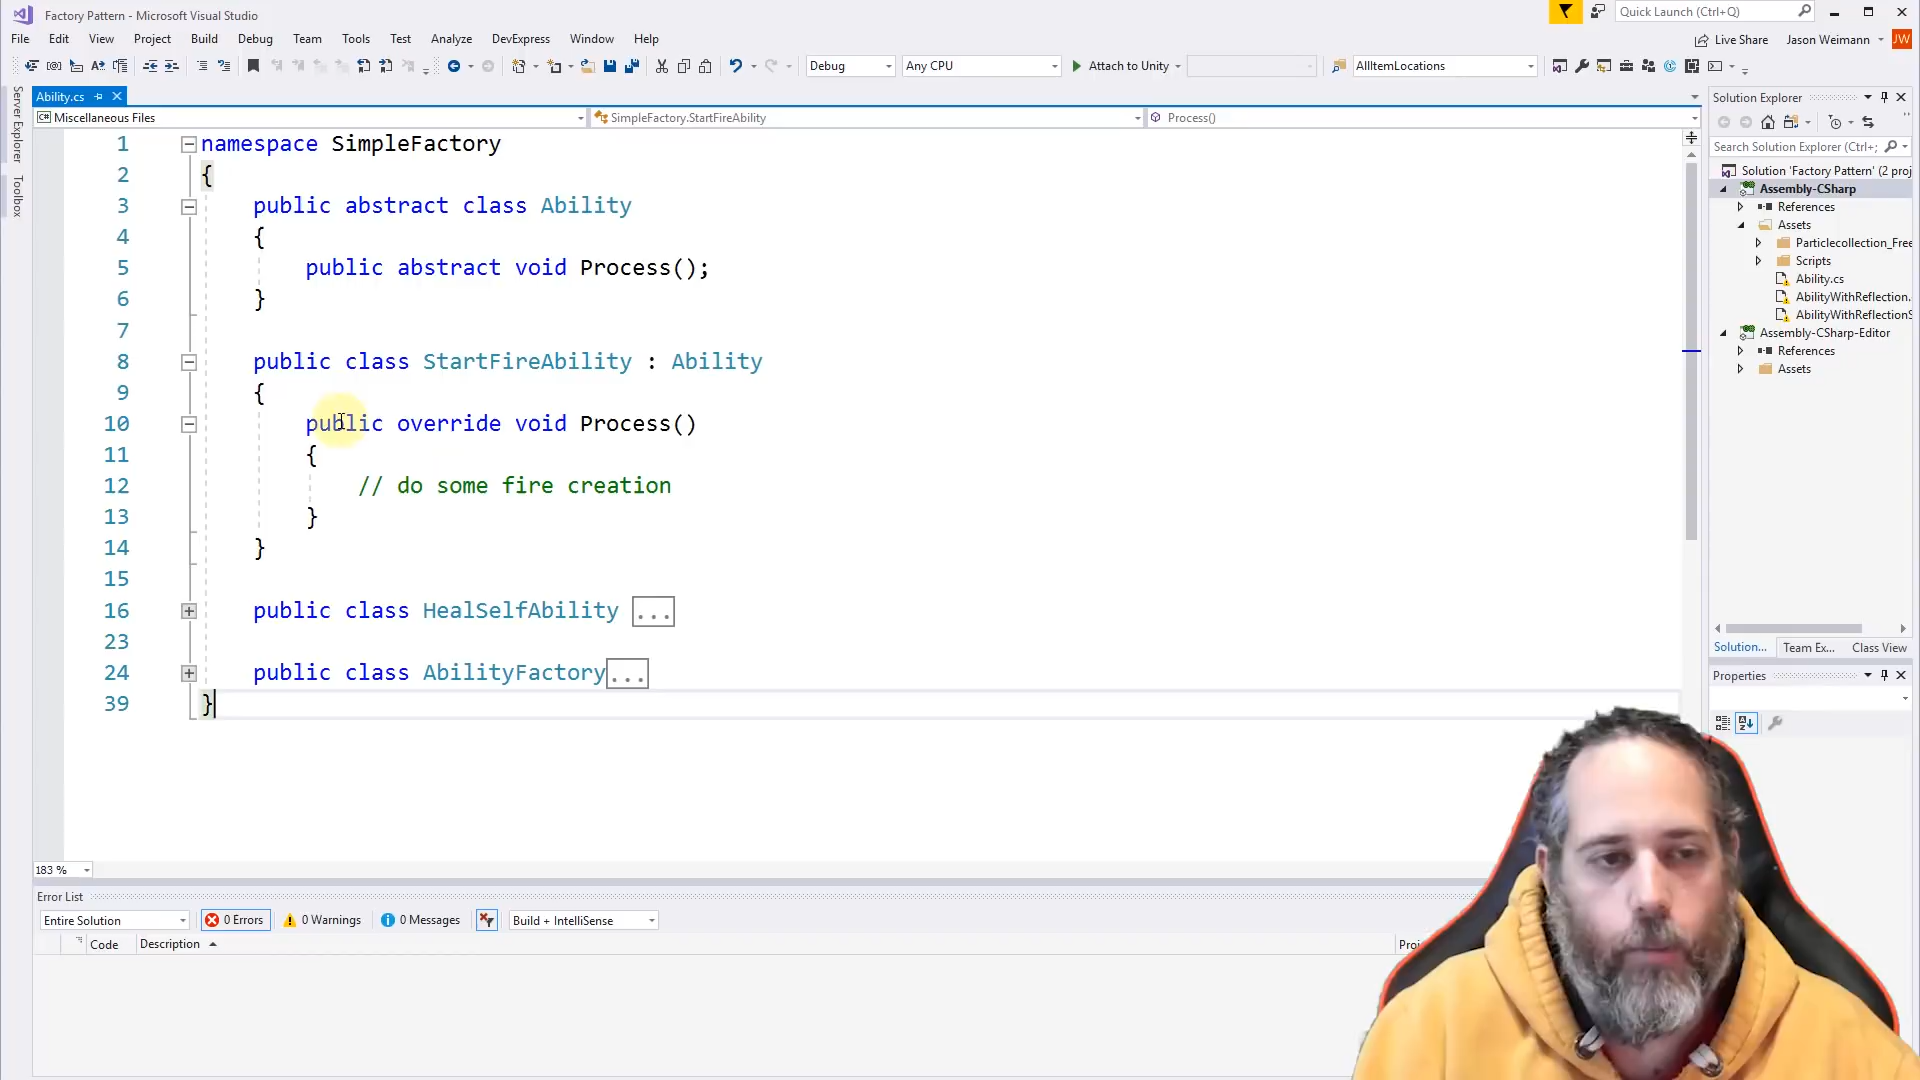 Factory Pattern - Microsoft Visual Studio
Quick Launch (Ctrl+Q)
File Edit View Project Build Debug Team Tools Test Analyze DevExpress Window Help
Live Share Jason Weimann JW
Debug Any CPU Attach to Unity AllItemLocations
Server Explorer
Toolbox
Ability.cs
C# Miscellaneous Files SimpleFactory.StartFireAbility Process()
1 namespace SimpleFactory
2 {
3 public abstract class Ability
4 {
5 public abstract void Process();
6 }
7
8 public class StartFireAbility : Ability
9 {
10 public override void Process()
11 {
12 // do some fire creation
13 }
14 }
15
16 public class HealSelfAbility ...
23
24 public class AbilityFactory...
39 }
183 %
Solution Explorer
Search Solution Explorer (Ctrl+;
Solution 'Factory Pattern' (2 proj
Assembly-CSharp
References
Assets
Particlecollection_Free
Scripts
Ability.cs
AbilityWithReflection.
AbilityWithReflectionS
Assembly-CSharp-Editor
References
Assets
Solution... Team Ex... Class View
Properties
Error List
Entire Solution 0 Errors 0 Warnings 0 Messages Build + IntelliSense
Code Description Proj